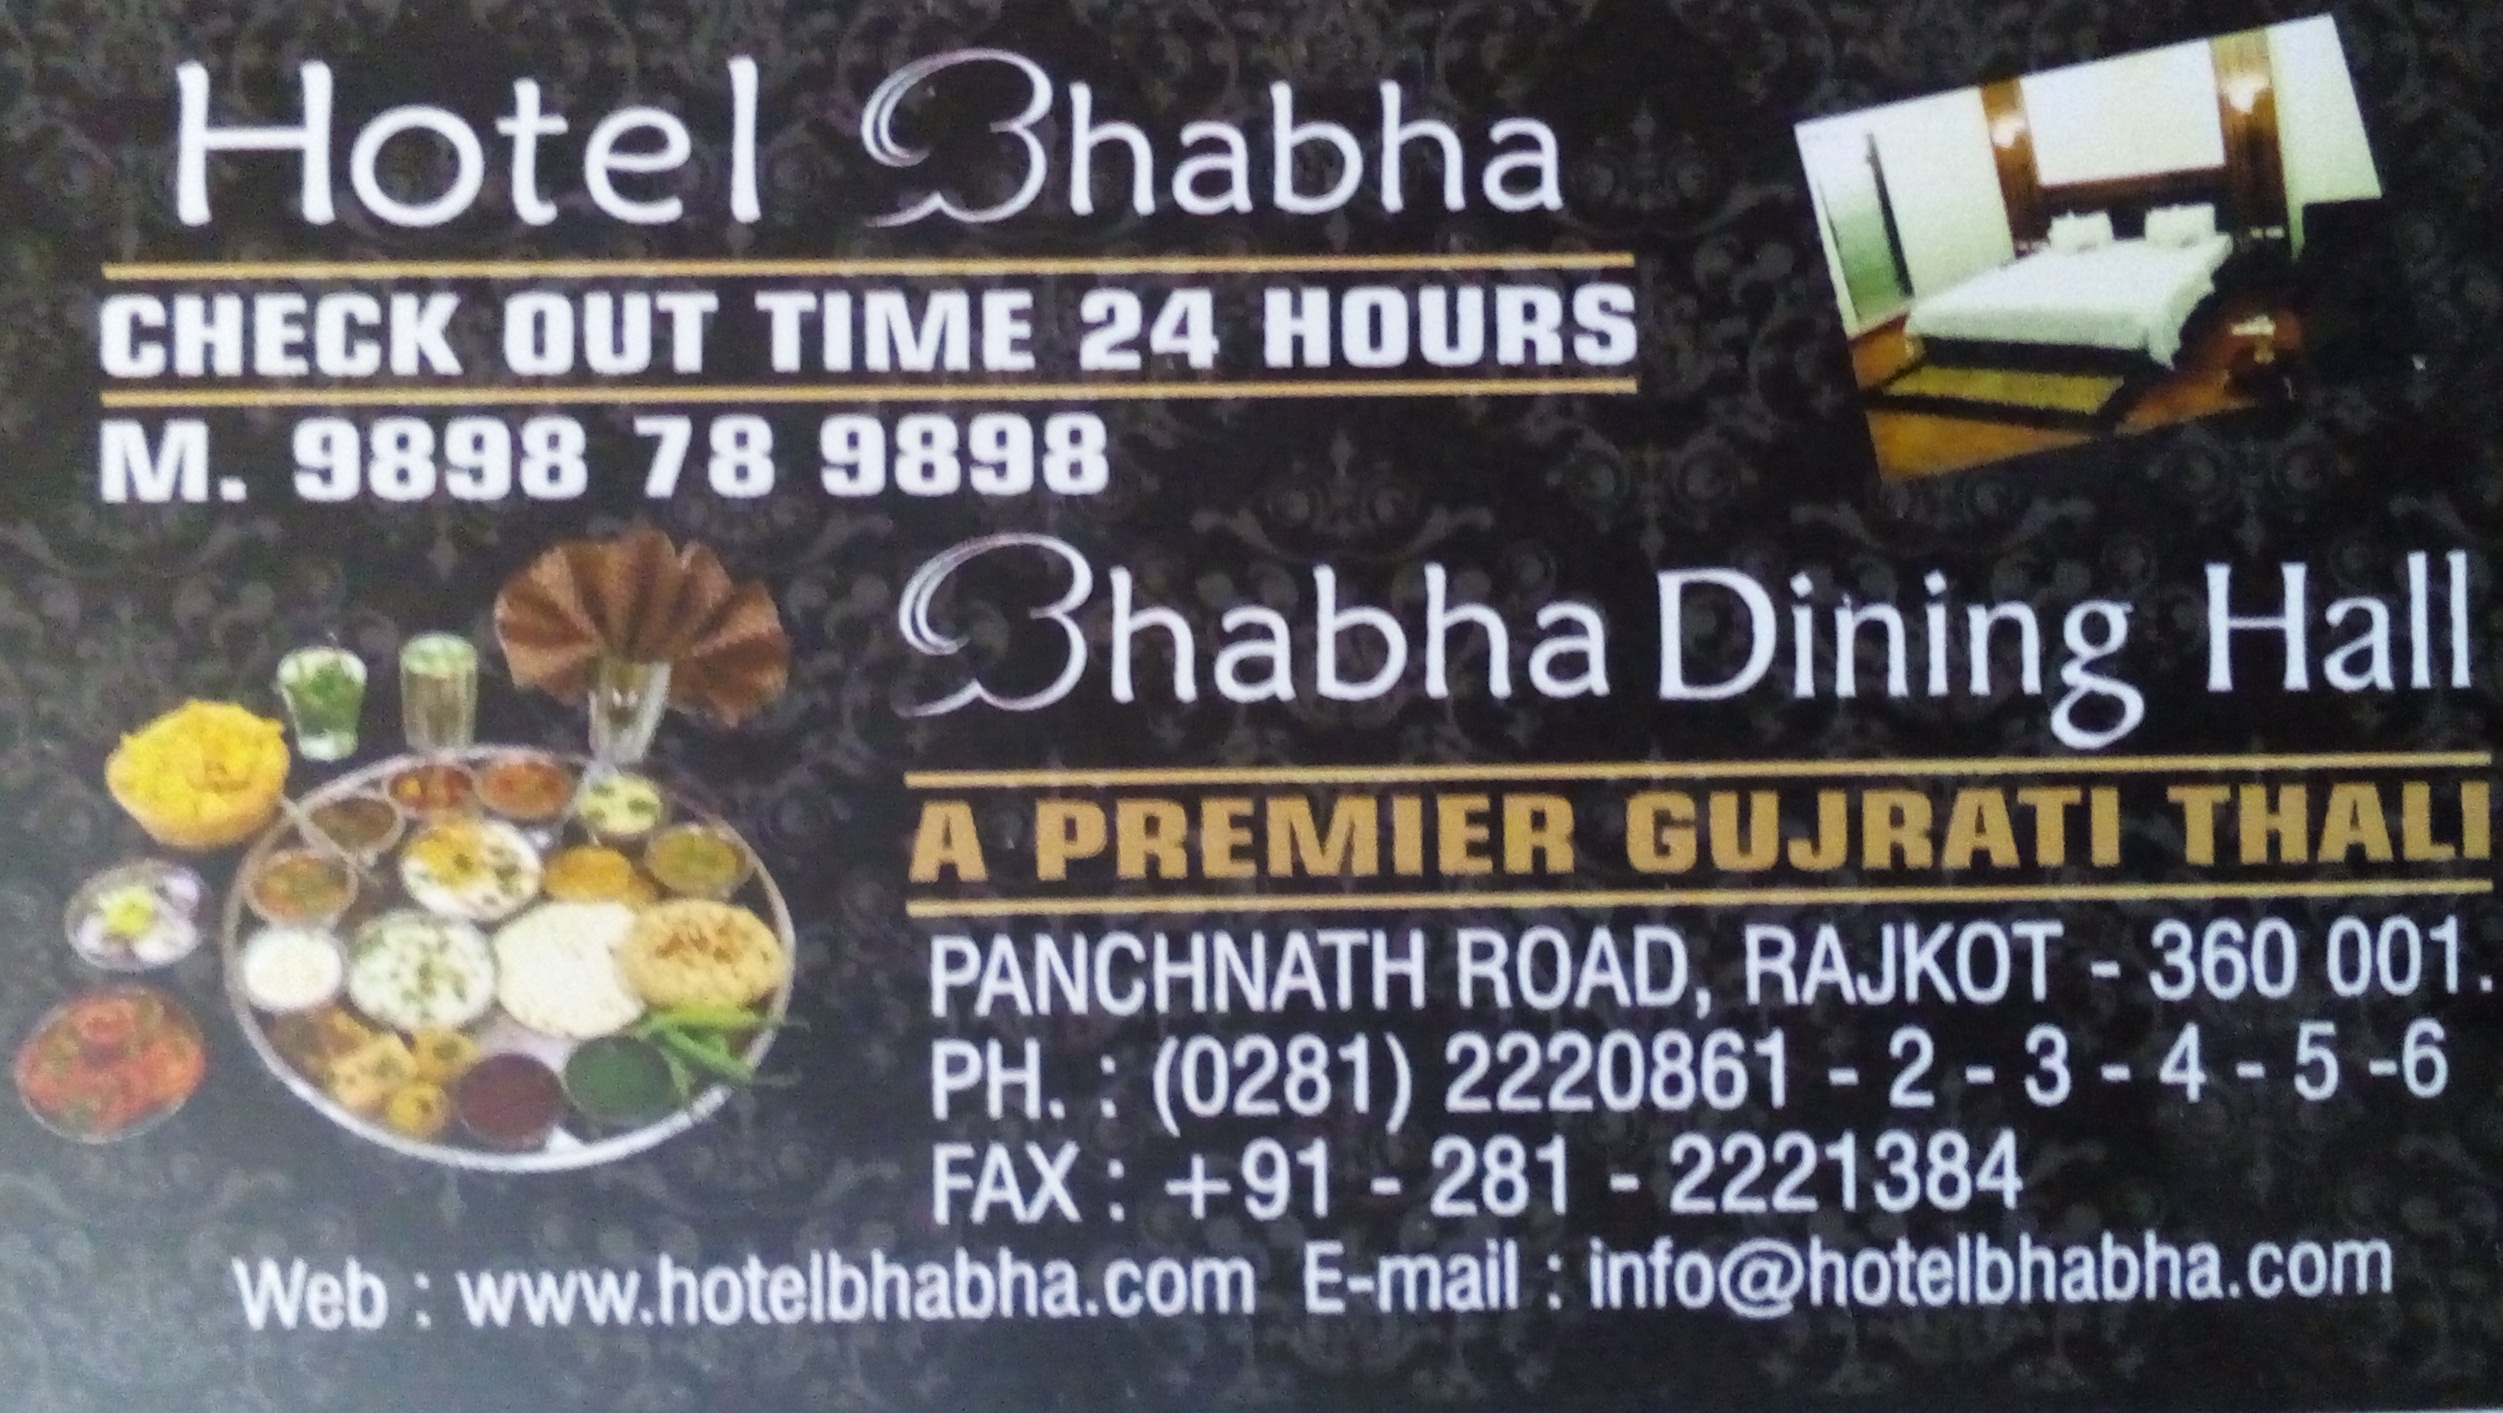 Hotel Bhabha
CHECK OUT TIME 24 HOURS
M. 9898 78 9898
Bhabha Dining Hall
A PREMIER GUJRATI THALI
PANCHNATH ROAD, RAJKOT - 360 001.
PH. : (0281) 2220861 - 2 - 3 - 4 - 5 -6
FAX : +91 - 281 - 2221384
Web : www.hotelbhabha.com E-mail : info@hotelbhabha.com